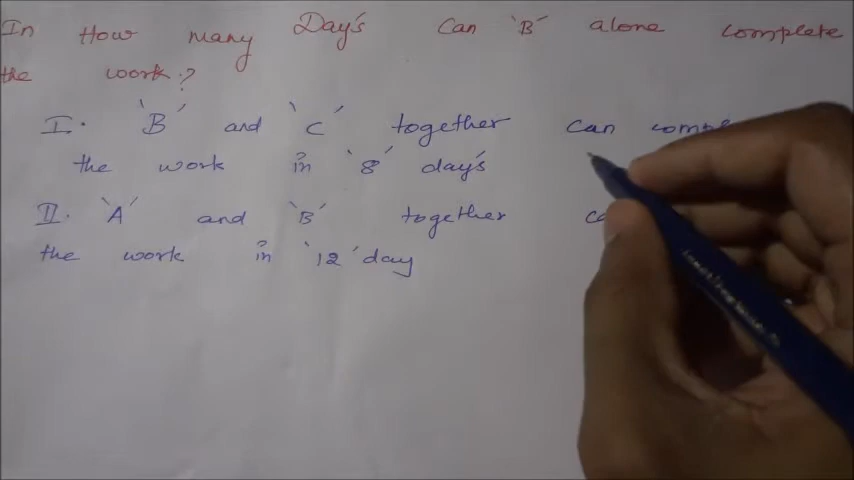 In How many Day's can 'B' alone complete
the work.?
I. 'B' and 'C' together can
the work in '8' day's
II. 'A' and 'B' together
the work in '12' day